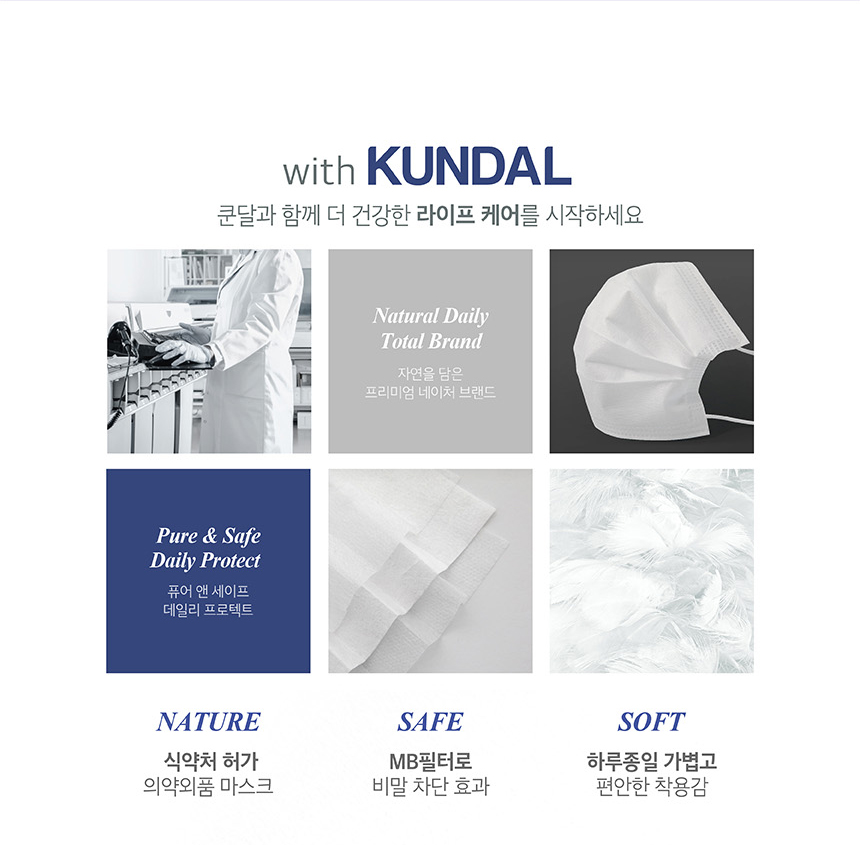 with KUNDAL
쿤달과 함께 더 건강한 라이프 케어를 시작하세요
Natural Daily
Total Brand
자연을 담은
프리미엄 네이처 브랜드
Pure & Safe
Daily Protect
퓨어 앤 세이프
데일리 프로텍트
NATURE
식약처 허가
의약외품 마스크
SAFE
MB필터로
비말 차단 효과
SOFT
하루종일 가볍고
편안한 착용감